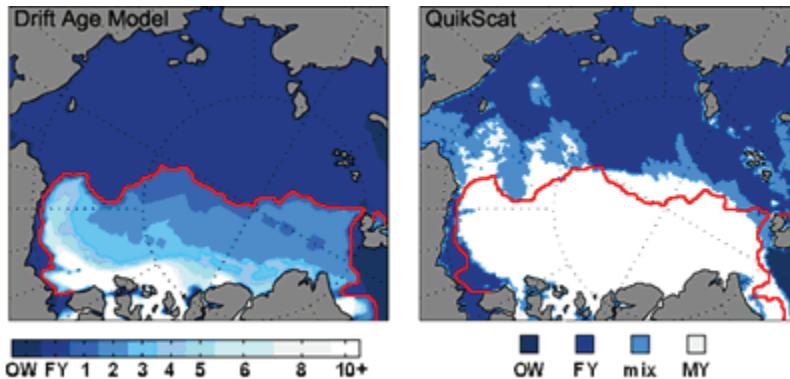 Drift Age Model
QuikScat
OW FY 1 2 3 4 5 6 8 10+
OW FY mix MY